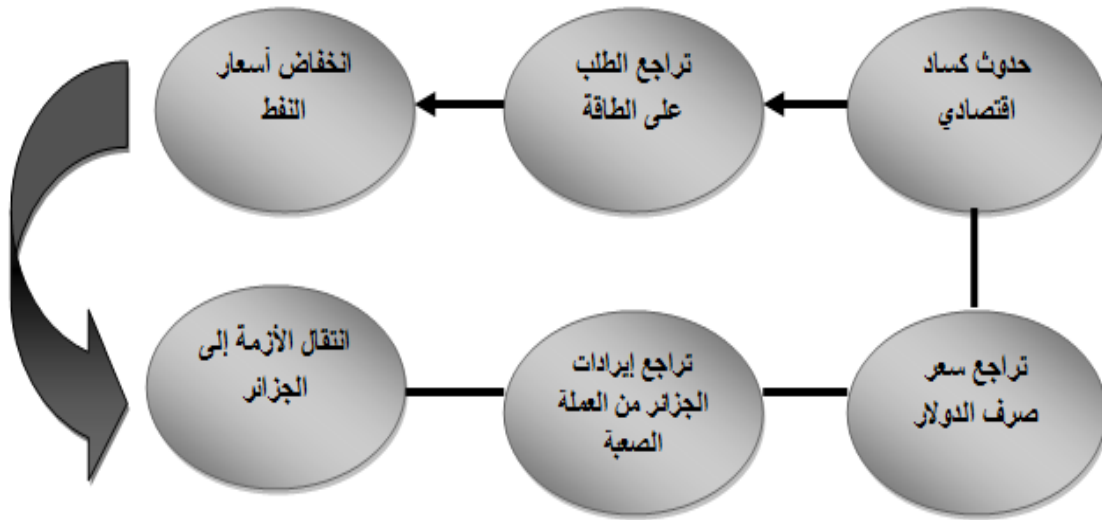 حدوث كساد
اقتصادي
تراجع الطلب
على الطاقة
انخفاض أسعار
النفط
تراجع سعر
صرف الدولار
تراجع إيرادات
الجزائر من العملة
الصعبة
انتقال الأزمة إلى
الجزائر